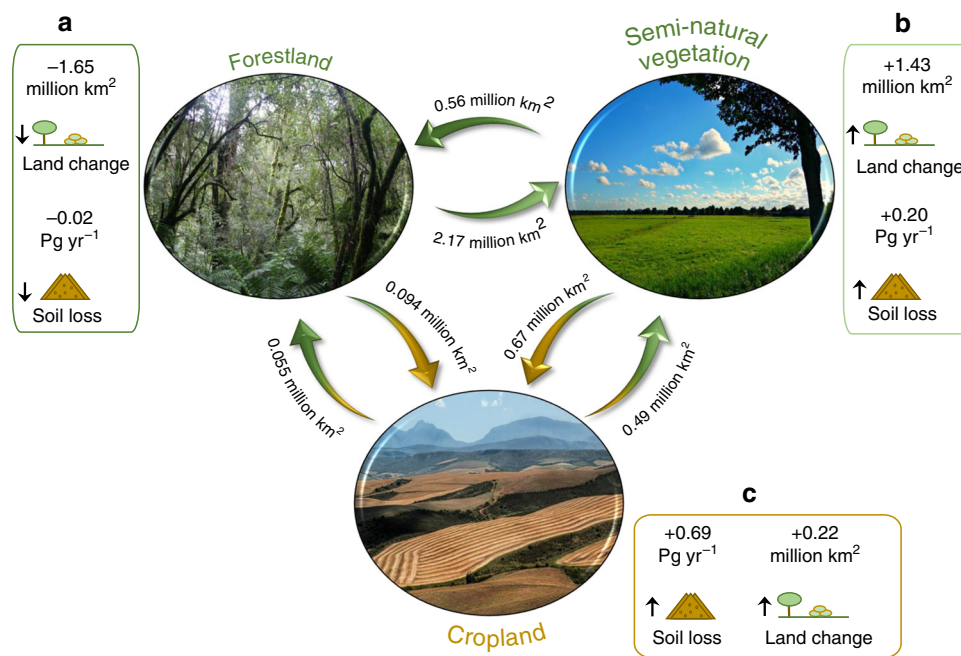 a
−1.65
million km²
Land change
−0.02
Pg yr⁻¹
Soil loss
Forestland
Semi-natural
vegetation
b
+1.43
million km²
Land change
+0.20
Pg yr⁻¹
Soil loss
0.56 million km²
2.17 million km²
0.094 million km²
0.67 million km²
0.055 million km²
0.49 million km²
Cropland
c
+0.69
Pg yr⁻¹
Soil loss
+0.22
million km²
Land change